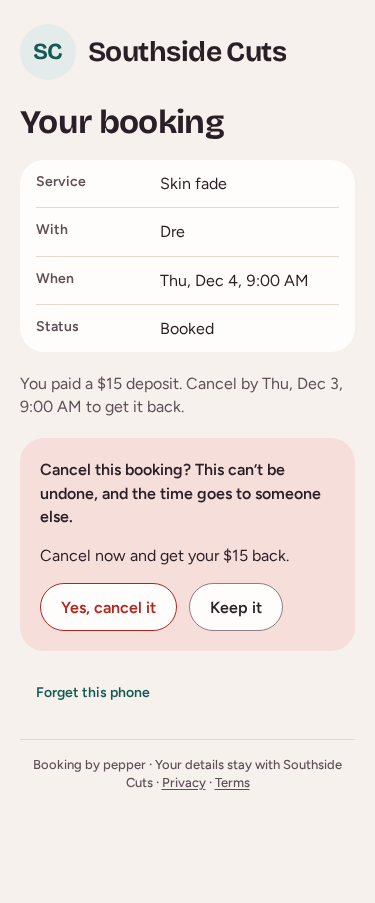 SC
Southside Cuts
Your booking
Service Skin fade
With Dre
When Thu, Dec 4, 9:00 AM
Status Booked
You paid a $15 deposit. Cancel by Thu, Dec 3,
9:00 AM to get it back.
Cancel this booking? This can’t be
undone, and the time goes to someone
else.
Cancel now and get your $15 back.
Yes, cancel it
Keep it
Forget this phone
Booking by pepper · Your details stay with Southside
Cuts · Privacy · Terms